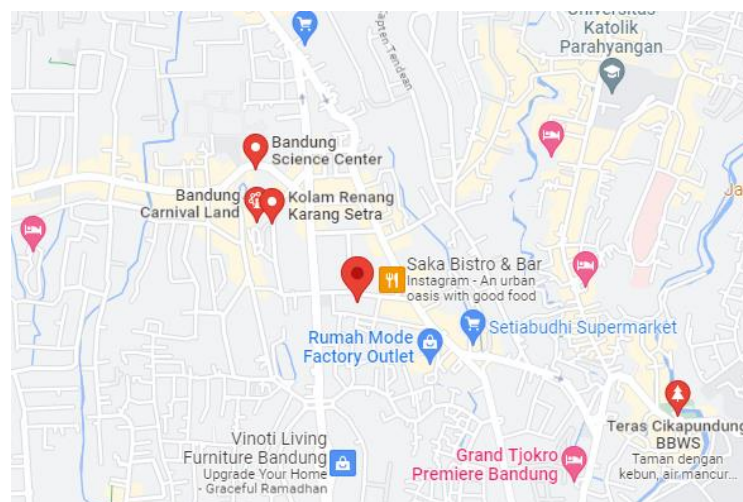 Katolik
Parahyangan
Bandung
Science Center
Bandung
Carnival Land
Kolam Renang
Karang Setra
Saka Bistro & Bar
Instagram - An urban
oasis with good food
Setiabudhi Supermarket
Rumah Mode
Factory Outlet
Teras Cikapundung
BBWS
Taman dengan
kebun, air mancur...
Vinoti Living
Furniture Bandung
Upgrade Your Home
- Graceful Ramadhan
Grand Tjokro
Premiere Bandung